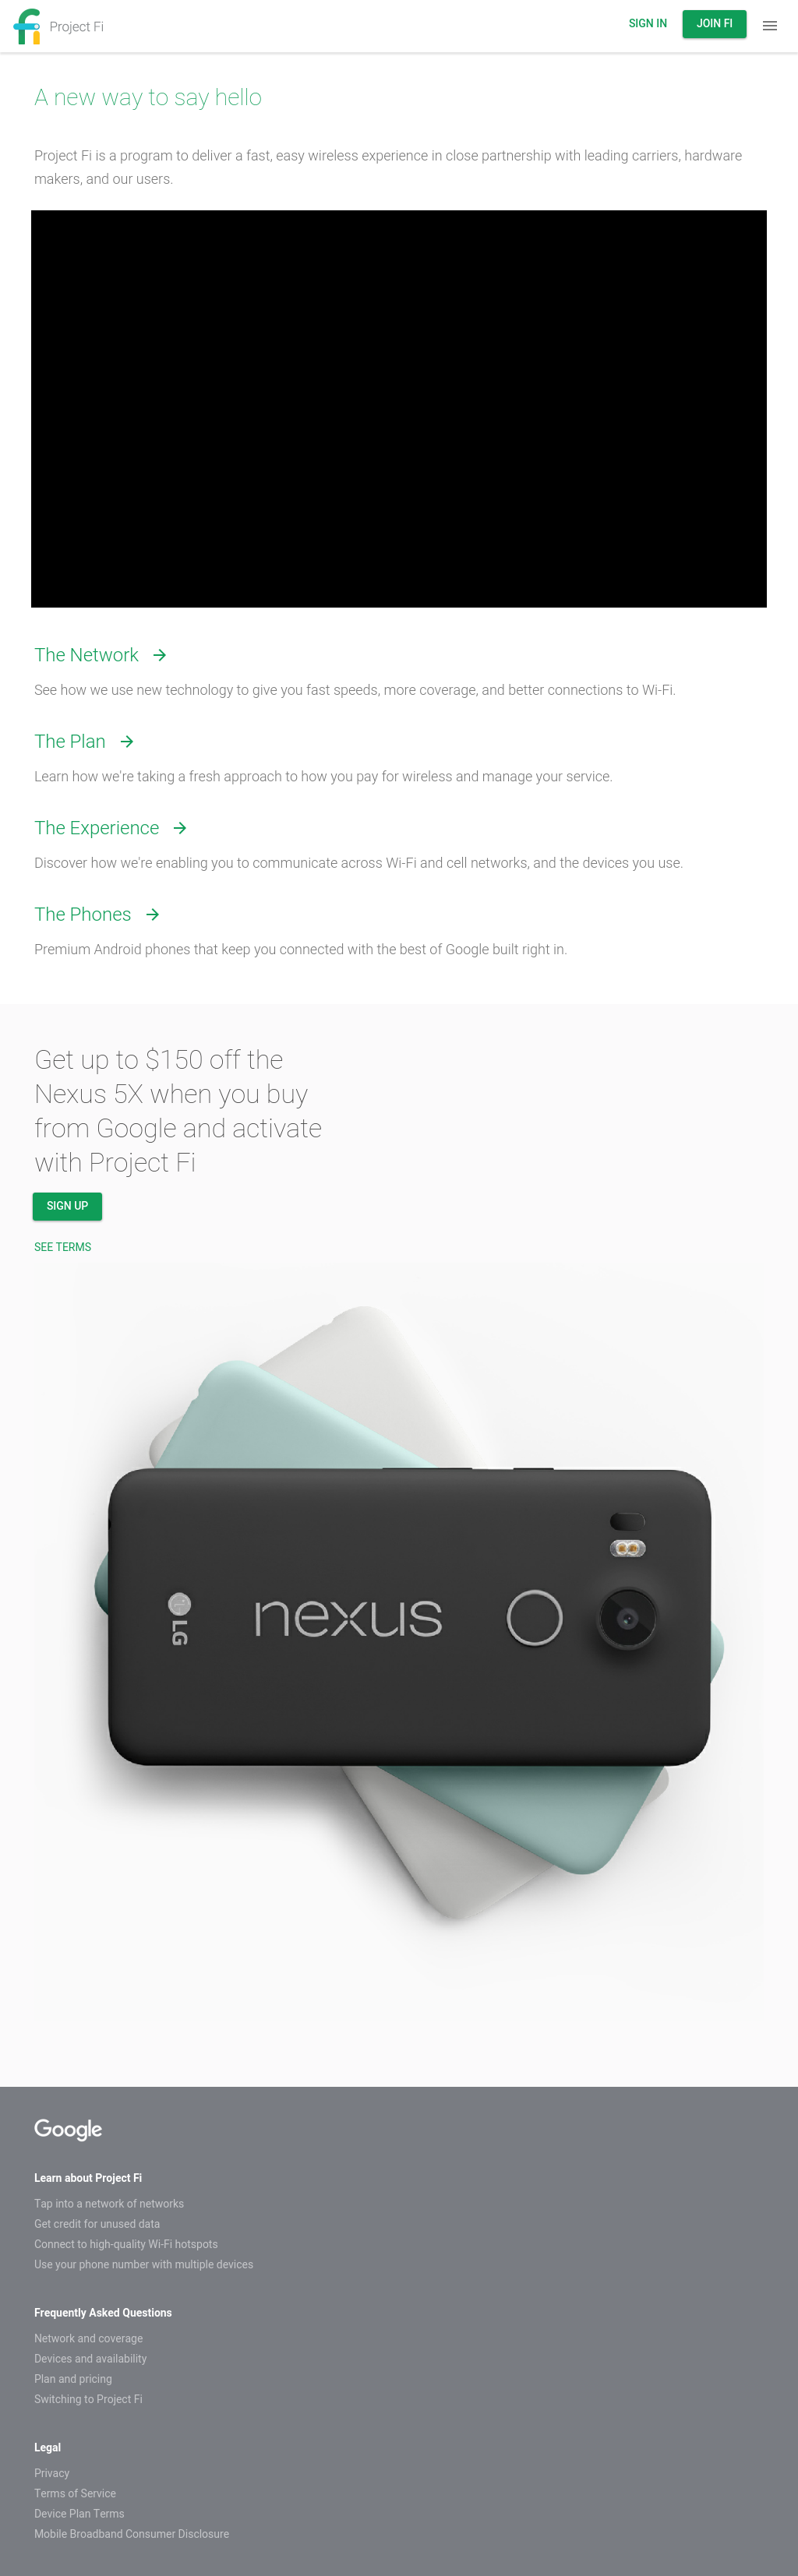 Project Fi
SIGN IN
JOIN FI
A new way to say hello
Project Fi is a program to deliver a fast, easy wireless experience in close partnership with leading carriers, hardware
makers, and our users.
The Network
See how we use new technology to give you fast speeds, more coverage, and better connections to Wi-Fi.
The Plan
Learn how we're taking a fresh approach to how you pay for wireless and manage your service.
The Experience
Discover how we're enabling you to communicate across Wi-Fi and cell networks, and the devices you use.
The Phones
Premium Android phones that keep you connected with the best of Google built right in.
Get up to $150 off the
Nexus 5X when you buy
from Google and activate
with Project Fi
SIGN UP
SEE TERMS
LG
nexus
Google
Learn about Project Fi
Tap into a network of networks
Get credit for unused data
Connect to high-quality Wi-Fi hotspots
Use your phone number with multiple devices
Frequently Asked Questions
Network and coverage
Devices and availability
Plan and pricing
Switching to Project Fi
Legal
Privacy
Terms of Service
Device Plan Terms
Mobile Broadband Consumer Disclosure